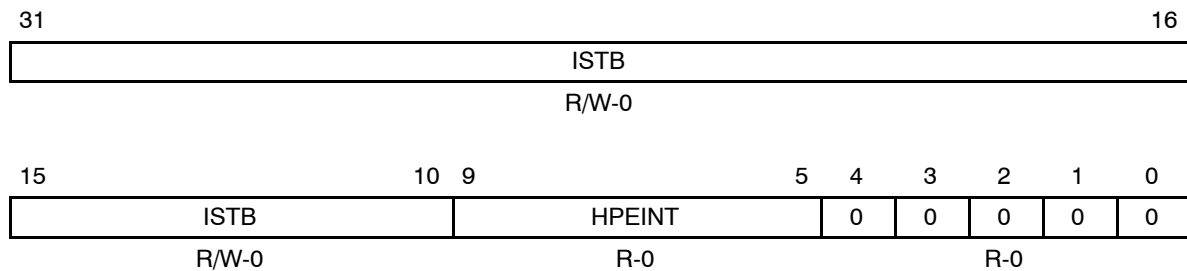 31 16
ISTB
R/W-0
15 10 9 5 4 3 2 1 0
ISTB HPEINT 0 0 0 0 0
R/W-0 R-0 R-0